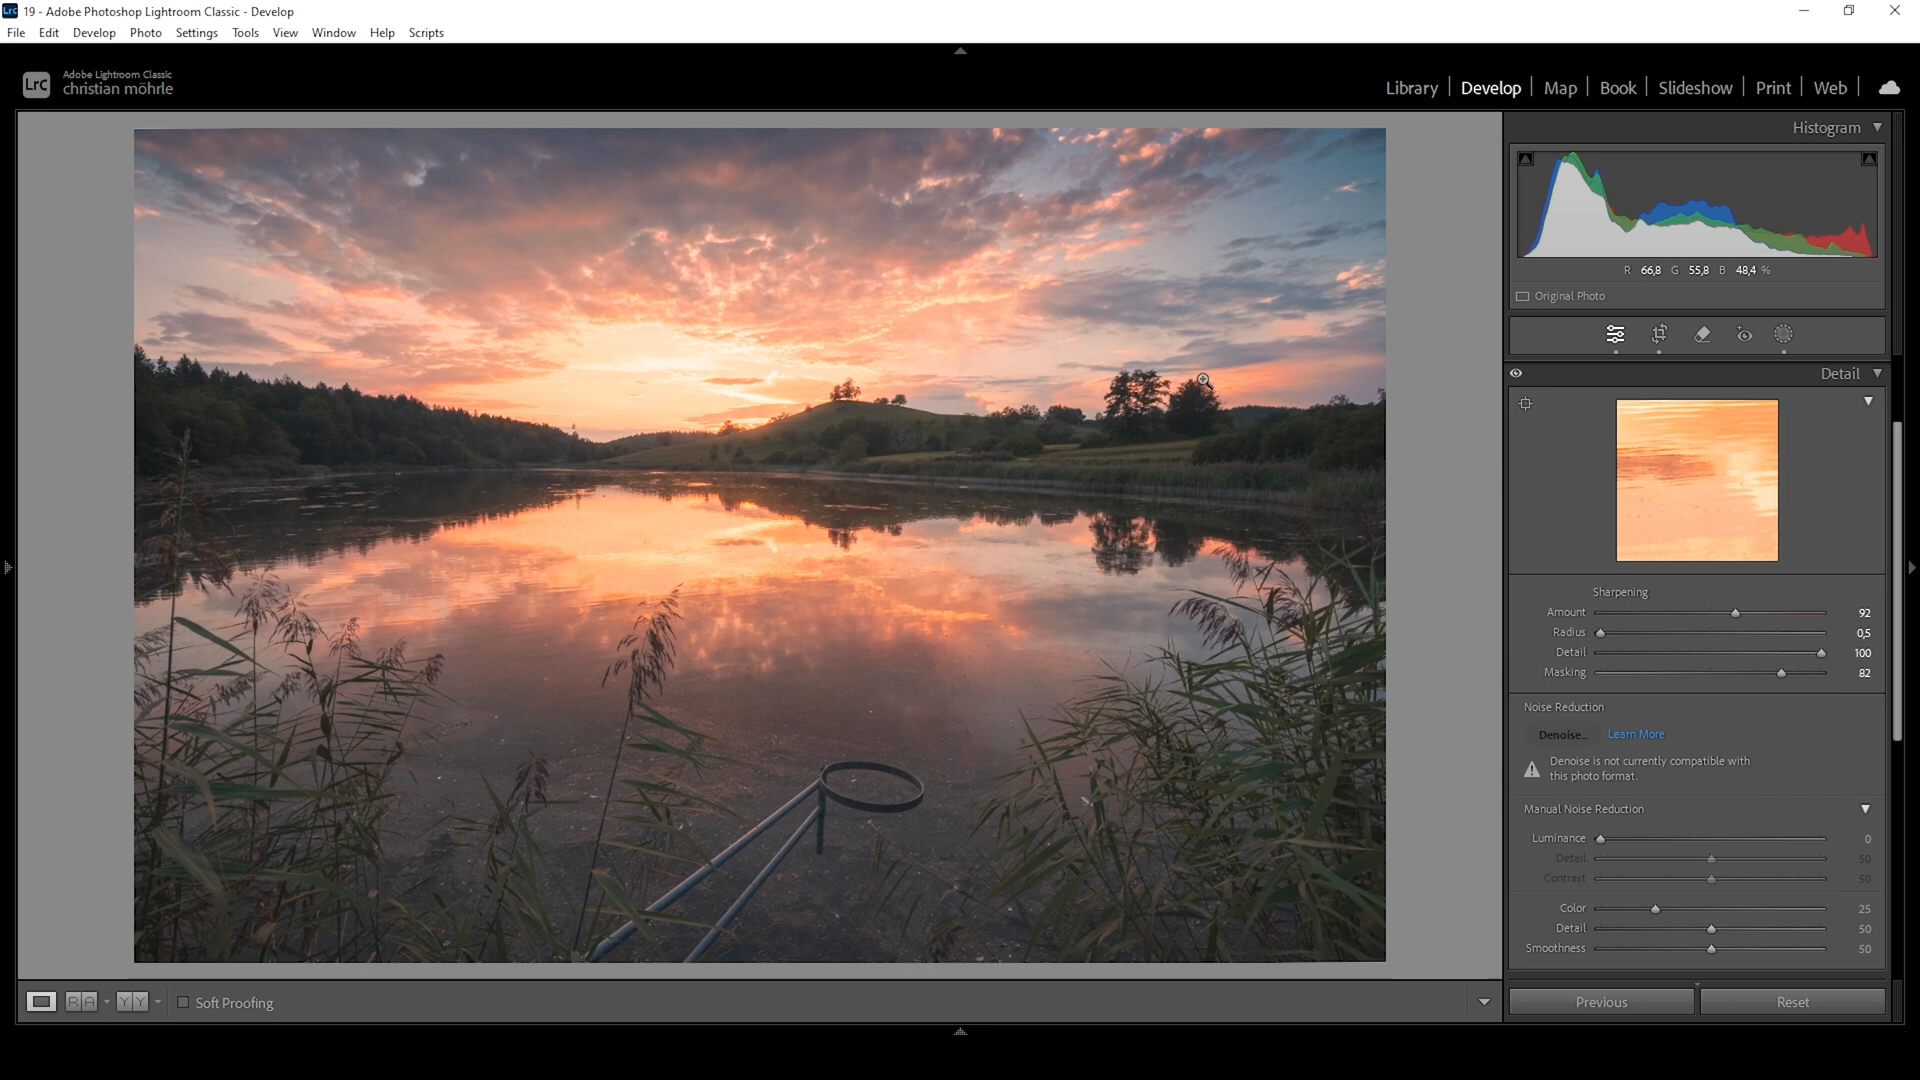 Lrc 19 - Adobe Photoshop Lightroom Classic - Develop
File Edit Develop Photo Settings Tools View Window Help Scripts
LrC
Adobe Lightroom Classic
christian möhrle
Library | Develop | Map | Book | Slideshow | Print | Web |
Histogram
R 66,8 G 55,8 B 48,4 %
Original Photo
Detail
Sharpening
Amount 92
Radius 0,5
Detail 100
Masking 82
Noise Reduction
Denoise... Learn More
Denoise is not currently compatible with
this photo format.
Manual Noise Reduction
Luminance 0
Detail 50
Contrast 50
Color 25
Detail 50
Smoothness 50
R A Y Y Soft Proofing
Previous Reset